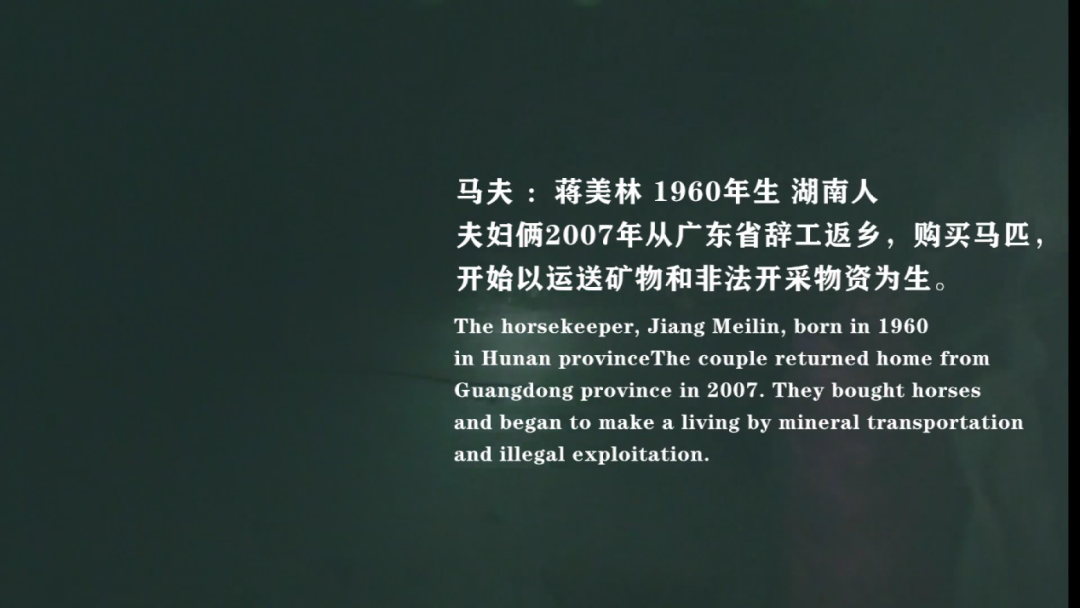 马夫 ：蒋美林 1960年生 湖南人
夫妇俩2007年从广东省辞工返乡，购买马匹，
开始以运送矿物和非法开采物资为生。
The horsekeeper, Jiang Meilin, born in 1960
in Hunan provinceThe couple returned home from
Guangdong province in 2007. They bought horses
and began to make a living by mineral transportation
and illegal exploitation.